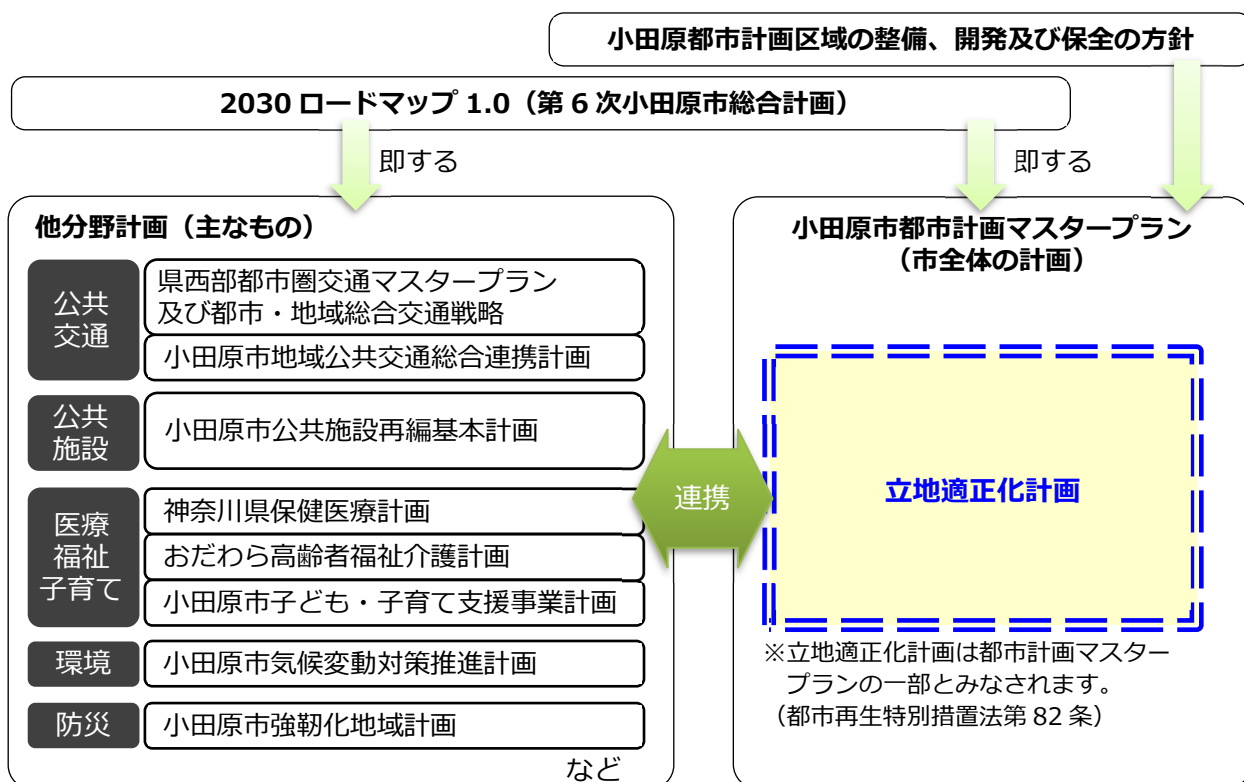 小田原都市計画区域の整備、開発及び保全の方針
2030 ロードマップ 1.0（第 6 次小田原市総合計画）
即する
即する
他分野計画（主なもの）
公共
交通
県西部都市圏交通マスタープラン
及び都市・地域総合交通戦略
小田原市地域公共交通総合連携計画
公共
施設
小田原市公共施設再編基本計画
医療
福祉
子育て
神奈川県保健医療計画
おだわら高齢者福祉介護計画
小田原市子ども・子育て支援事業計画
環境
小田原市気候変動対策推進計画
防災
小田原市強靭化地域計画
など
連携
小田原市都市計画マスタープラン
（市全体の計画）
立地適正化計画
※立地適正化計画は都市計画マスター
プランの一部とみなされます。
（都市再生特別措置法第 82 条）